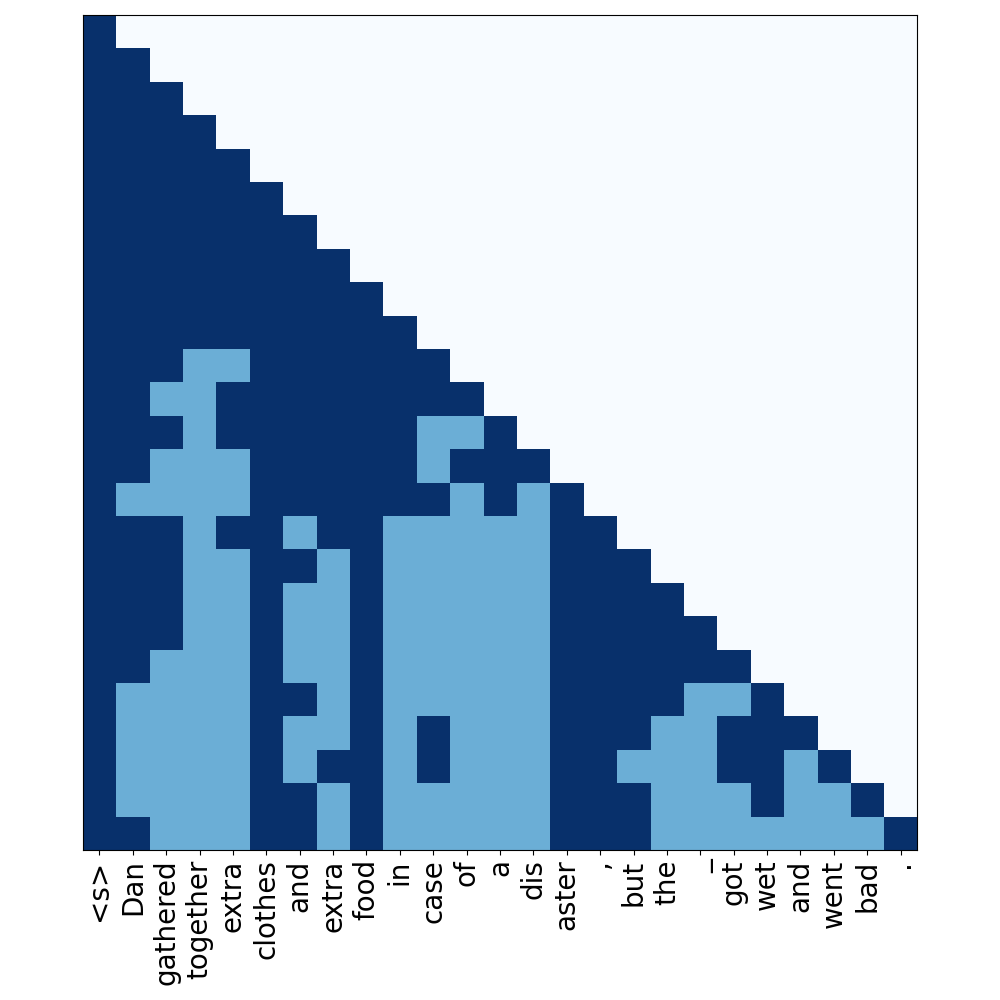 <s>
Dan
gathered
together
extra
clothes
and
extra
food
in
case
of
a
dis
aster
,
but
the
_
got
wet
and
went
bad
.